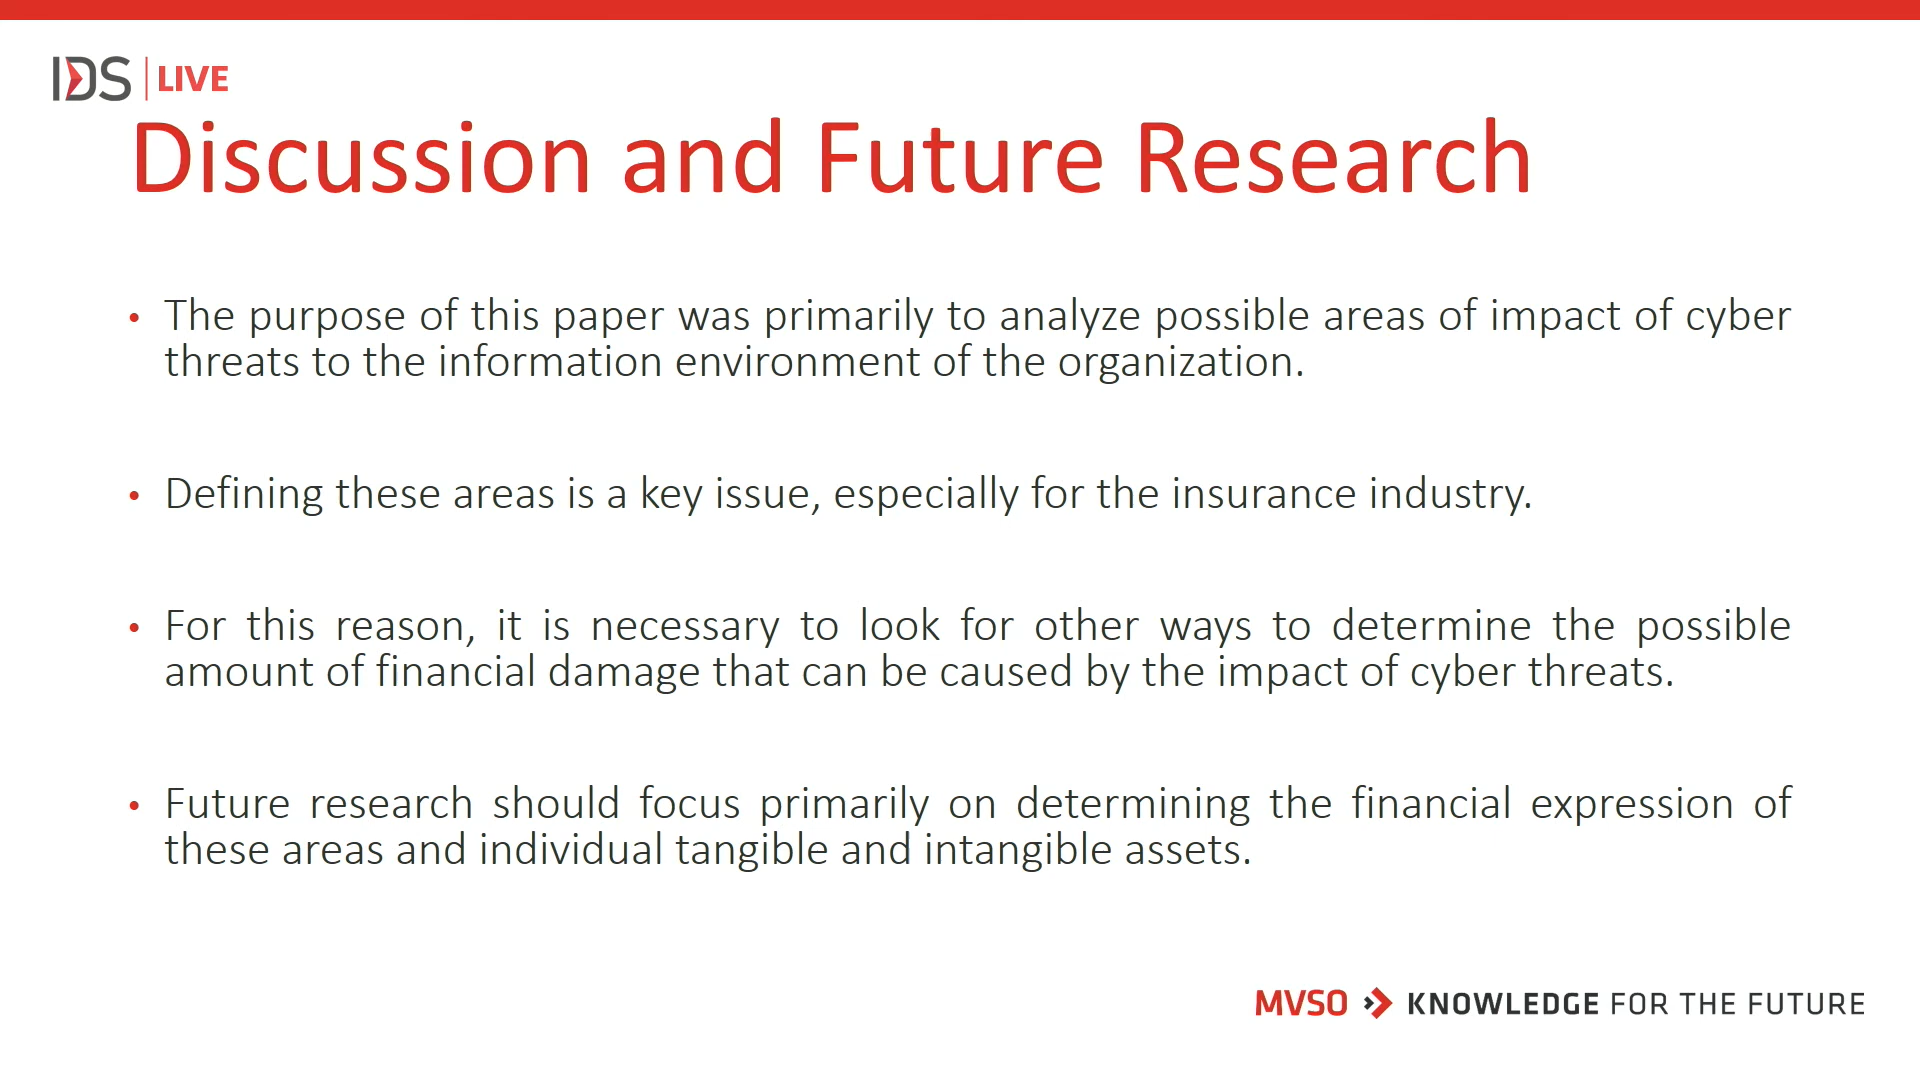 IDS LIVE
Discussion and Future Research
• The purpose of this paper was primarily to analyze possible areas of impact of cyber
threats to the information environment of the organization.
• Defining these areas is a key issue, especially for the insurance industry.
• For this reason, it is necessary to look for other ways to determine the possible
amount of financial damage that can be caused by the impact of cyber threats.
• Future research should focus primarily on determining the financial expression of
these areas and individual tangible and intangible assets.
MVSO KNOWLEDGE FOR THE FUTURE